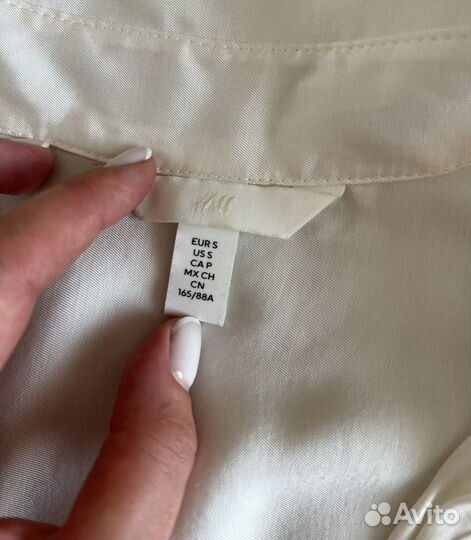 H&M
EUR S
US S
CA P
MX CH
CN
165/88A
Avito